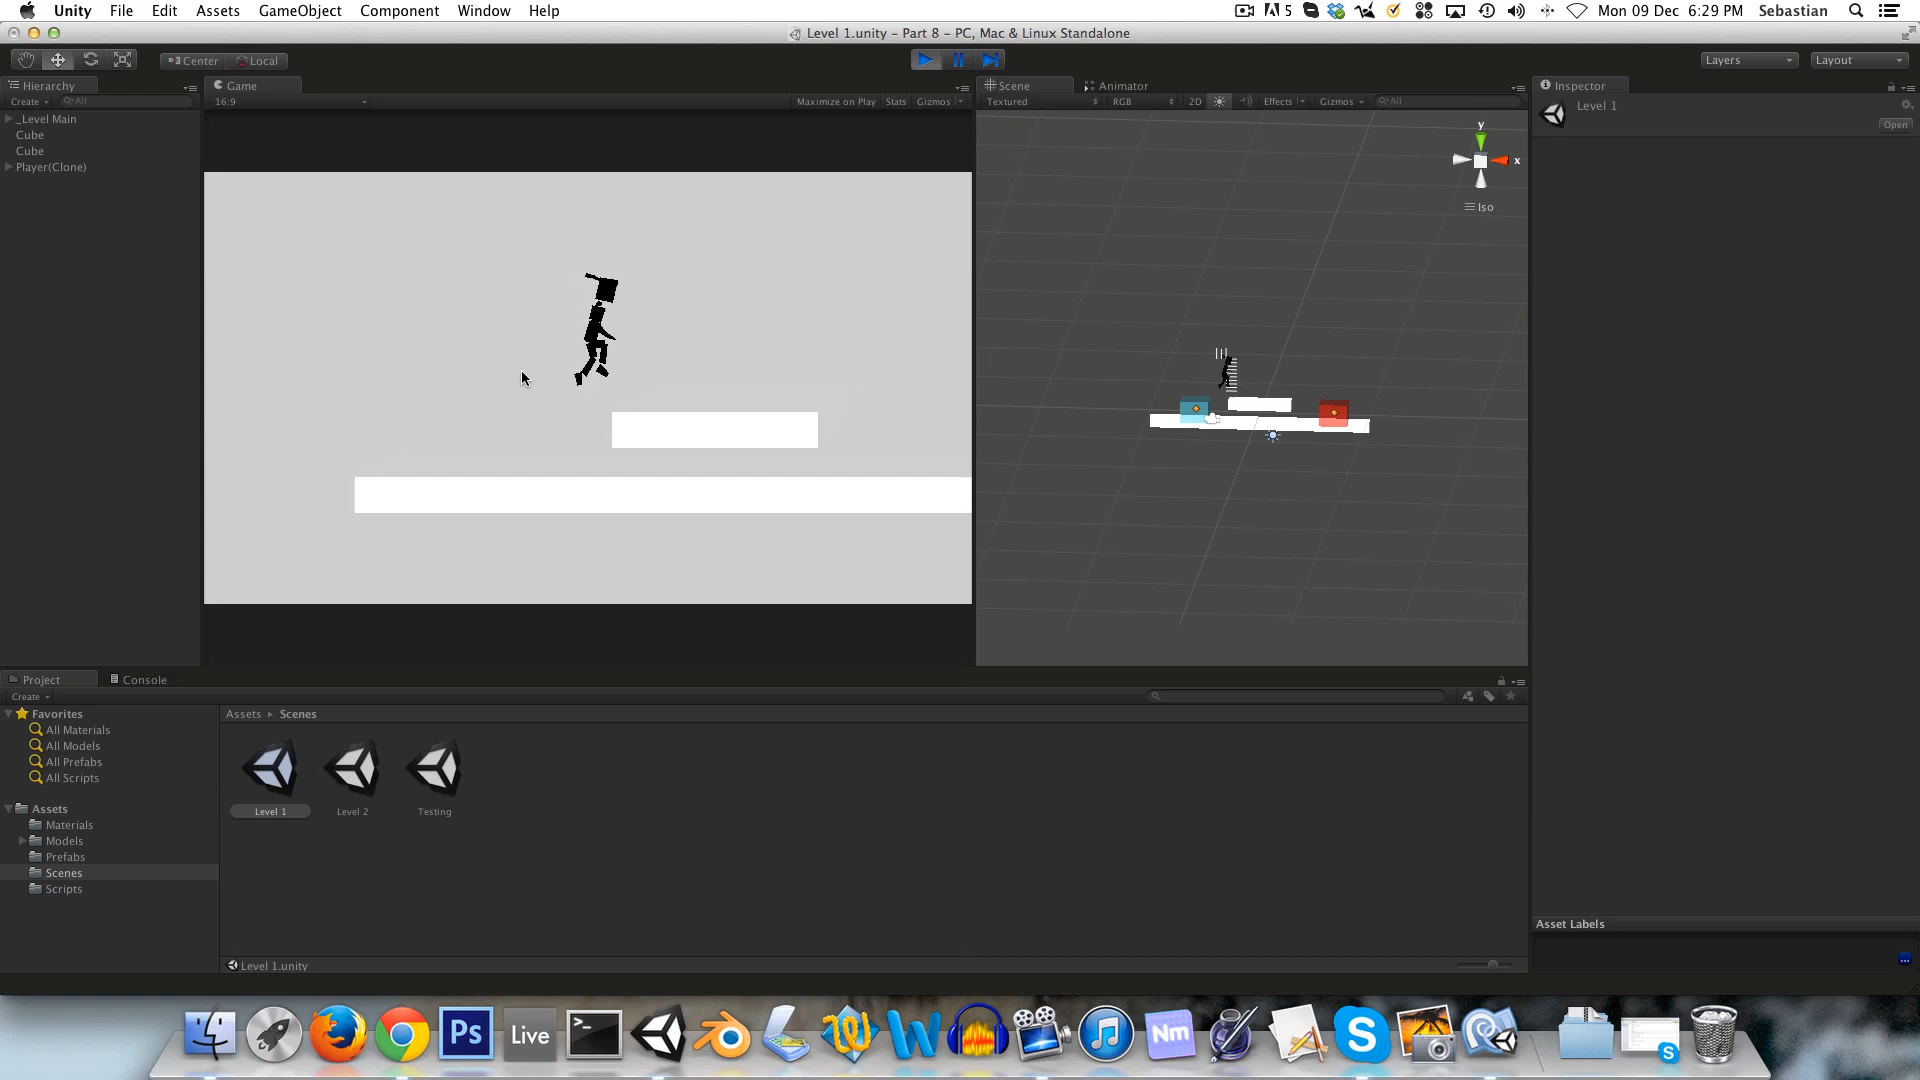 Unity File Edit Assets GameObject Component Window Help
5 Mon 09 Dec 6:29 PM Sebastian
Level 1.unity - Part 8 - PC, Mac & Linux Standalone
Center Local
Layers Layout
Hierarchy
Create All
_Level Main
Cube
Cube
Player(Clone)
Game
16:9 Maximize on Play Stats Gizmos
Scene Animator
Textured RGB 2D Effects Gizmos All
y
x
Iso
Inspector
Level 1
Open
Project Console
Create
Favorites
All Materials
All Models
All Prefabs
All Scripts
Assets
Materials
Models
Prefabs
Scenes
Scripts
Assets Scenes
Level 1 Level 2 Testing
Level 1.unity
Asset Labels
Ps Live >_ W Nm S